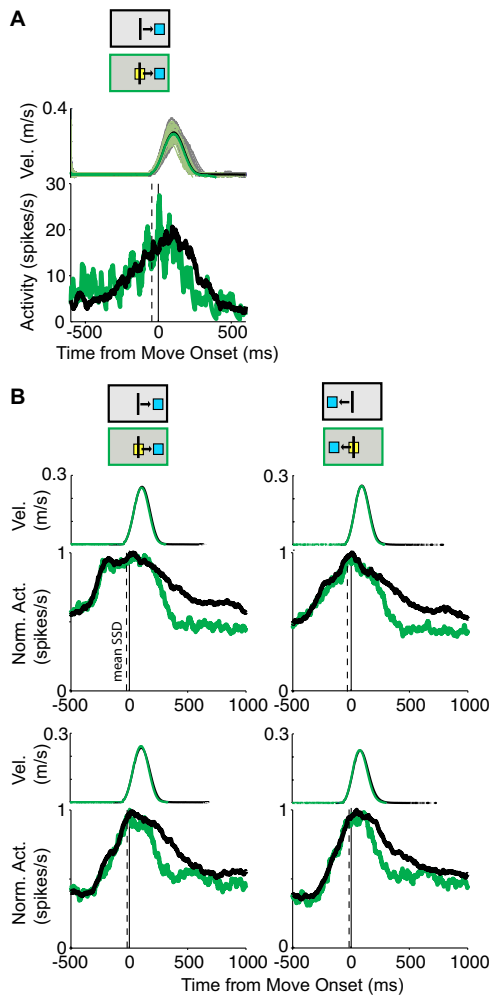 A
0.4
Vel. (m/s)
30
20
10
0
Activity (spikes/s)
-500 0 500
Time from Move Onset (ms)
B
0.3
Vel.
(m/s)
0.3
1
Norm. Act.
(spikes/s)
0
mean SSD
-500 0 500 1000
1
0
-500 0 500 1000
0.3
Vel.
(m/s)
0.3
1
Norm. Act.
(spikes/s)
0
-500 0 500 1000
1
0
-500 0 500 1000
Time from Move Onset (ms)